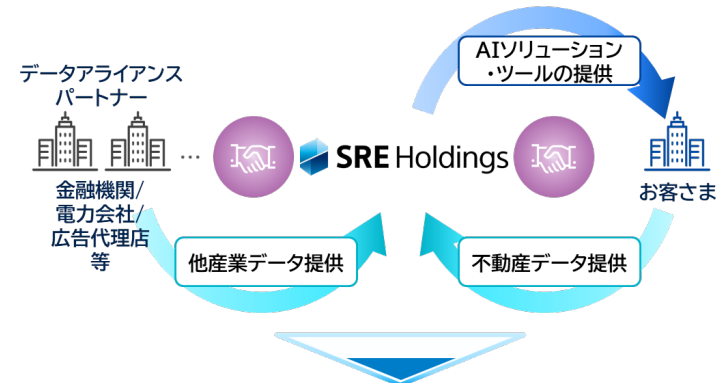 AIソリューション
・ツールの提供
データアライアンス
パートナー
…
SRE Holdings
金融機関/
電力会社/
広告代理店
等
お客さま
他産業データ提供
不動産データ提供